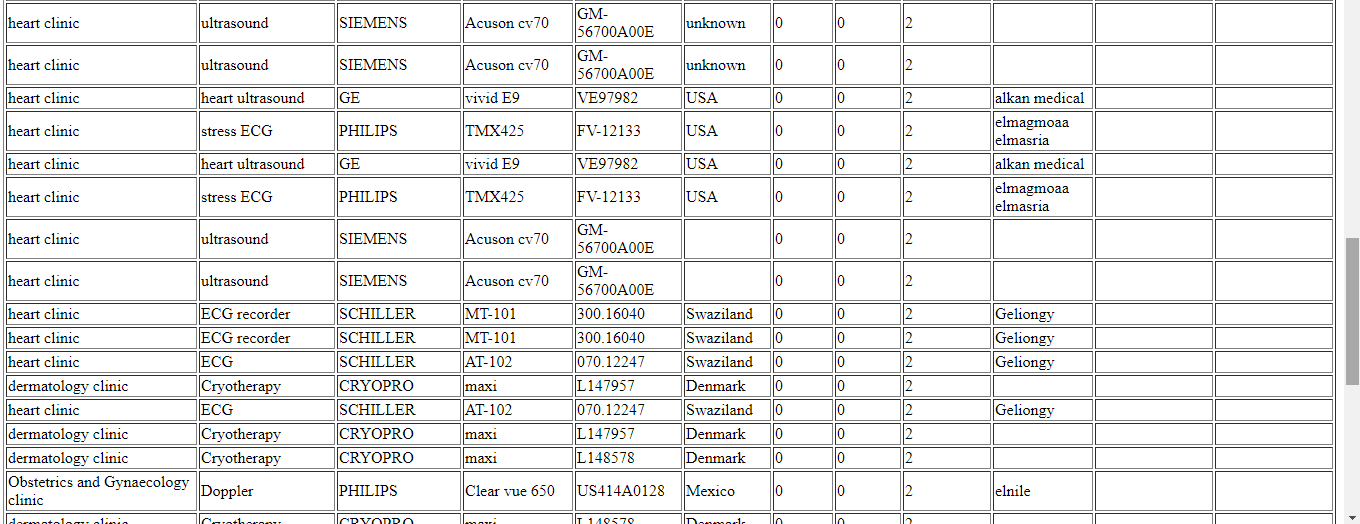 heart clinic ultrasound SIEMENS Acuson cv70 GM-56700A00E unknown 0 0 2
heart clinic ultrasound SIEMENS Acuson cv70 GM-56700A00E unknown 0 0 2
heart clinic heart ultrasound GE vivid E9 VE97982 USA 0 0 2 alkan medical
heart clinic stress ECG PHILIPS TMX425 FV-12133 USA 0 0 2 elmagmoaa elmasria
heart clinic heart ultrasound GE vivid E9 VE97982 USA 0 0 2 alkan medical
heart clinic stress ECG PHILIPS TMX425 FV-12133 USA 0 0 2 elmagmoaa elmasria
heart clinic ultrasound SIEMENS Acuson cv70 GM-56700A00E 0 0 2
heart clinic ultrasound SIEMENS Acuson cv70 GM-56700A00E 0 0 2
heart clinic ECG recorder SCHILLER MT-101 300.16040 Swaziland 0 0 2 Geliongy
heart clinic ECG recorder SCHILLER MT-101 300.16040 Swaziland 0 0 2 Geliongy
heart clinic ECG SCHILLER AT-102 070.12247 Swaziland 0 0 2 Geliongy
dermatology clinic Cryotherapy CRYOPRO maxi L147957 Denmark 0 0 2
heart clinic ECG SCHILLER AT-102 070.12247 Swaziland 0 0 2 Geliongy
dermatology clinic Cryotherapy CRYOPRO maxi L147957 Denmark 0 0 2
dermatology clinic Cryotherapy CRYOPRO maxi L148578 Denmark 0 0 2
Obstetrics and Gynaecology clinic Doppler PHILIPS Clear vue 650 US414A0128 Mexico 0 0 2 elnile
dermatology clinic Cryotherapy CRYOPRO maxi L148578 Denmark 0 0 2